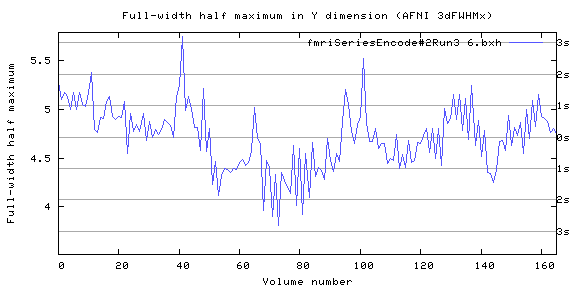 Full-width half maximum in Y dimension (AFNI 3dFWHMx)
fmriSeriesEncode#2Run3 6.bxh
Full-width half maximum
5.5
5
4.5
4
3s
2s
1s
0s
1s
2s
3s
0 20 40 60 80 100 120 140 160
Volume number